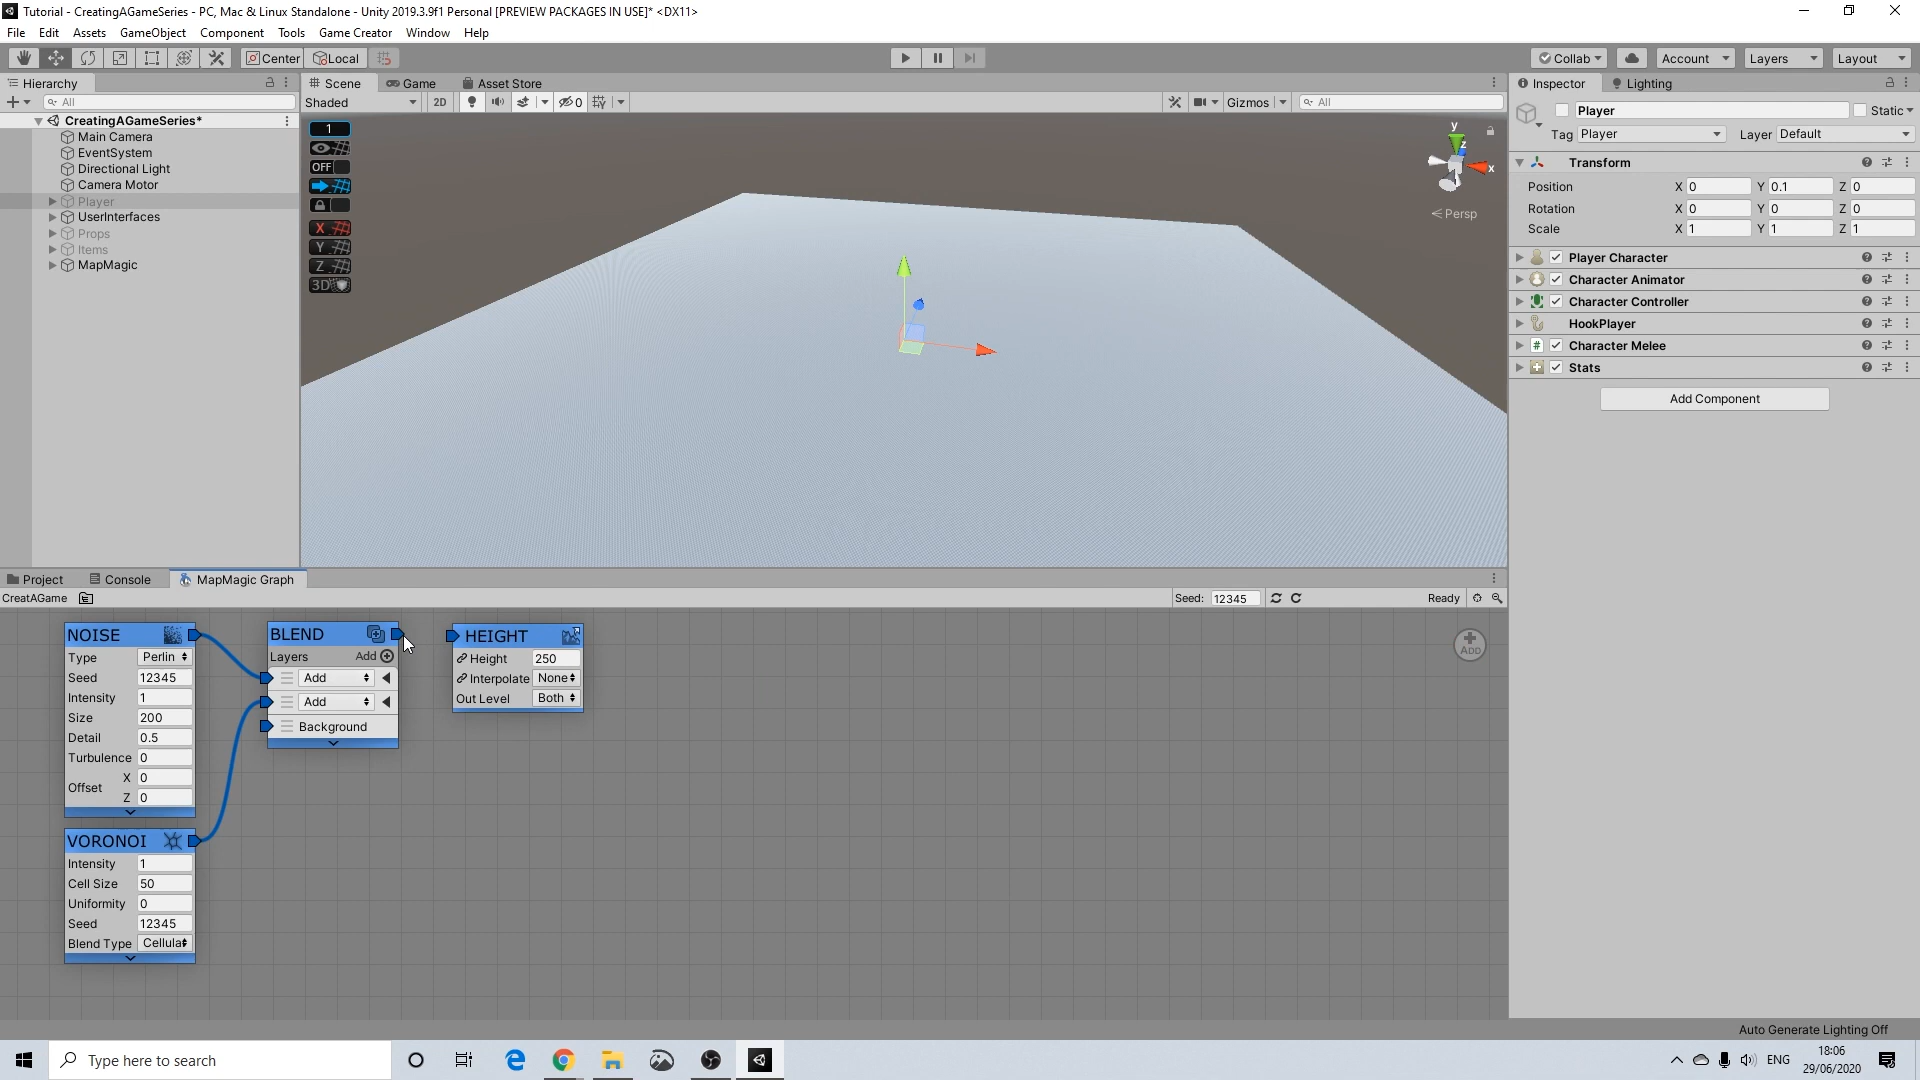 Tutorial - CreatingAGameSeries - PC, Mac & Linux Standalone - Unity 2019.3.9f1 Personal [PREVIEW PACKAGES IN USE]* <DX11>
File Edit Assets GameObject Component Tools Game Creator Window Help
Center Local Collab Account Layers Layout
Hierarchy
All
CreatingAGameSeries*
Main Camera
EventSystem
Directional Light
Camera Motor
Player
UserInterfaces
Props
Items
MapMagic
Scene Game Asset Store
Shaded 2D 0 Gizmos All
1
OFF
X
Y
Z
3D
y
z
x
Persp
Inspector Lighting
Player Static
Tag Player Layer Default
Transform
Position X 0 Y 0.1 Z 0
Rotation X 0 Y 0 Z 0
Scale X 1 Y 1 Z 1
Player Character
Character Animator
Character Controller
HookPlayer
Character Melee
Stats
Add Component
Project Console MapMagic Graph
CreatAGame Seed: 12345 Ready
NOISE
Type Perlin
Seed 12345
Intensity 1
Size 200
Detail 0.5
Turbulence 0
Offset X 0
Z 0
VORONOI
Intensity 1
Cell Size 50
Uniformity 0
Seed 12345
Blend Type Cellula
BLEND
Layers Add
Add
Add
Background
HEIGHT
Height 250
Interpolate None
Out Level Both
ADD
Auto Generate Lighting Off
Type here to search
ENG
18:06
29/06/2020